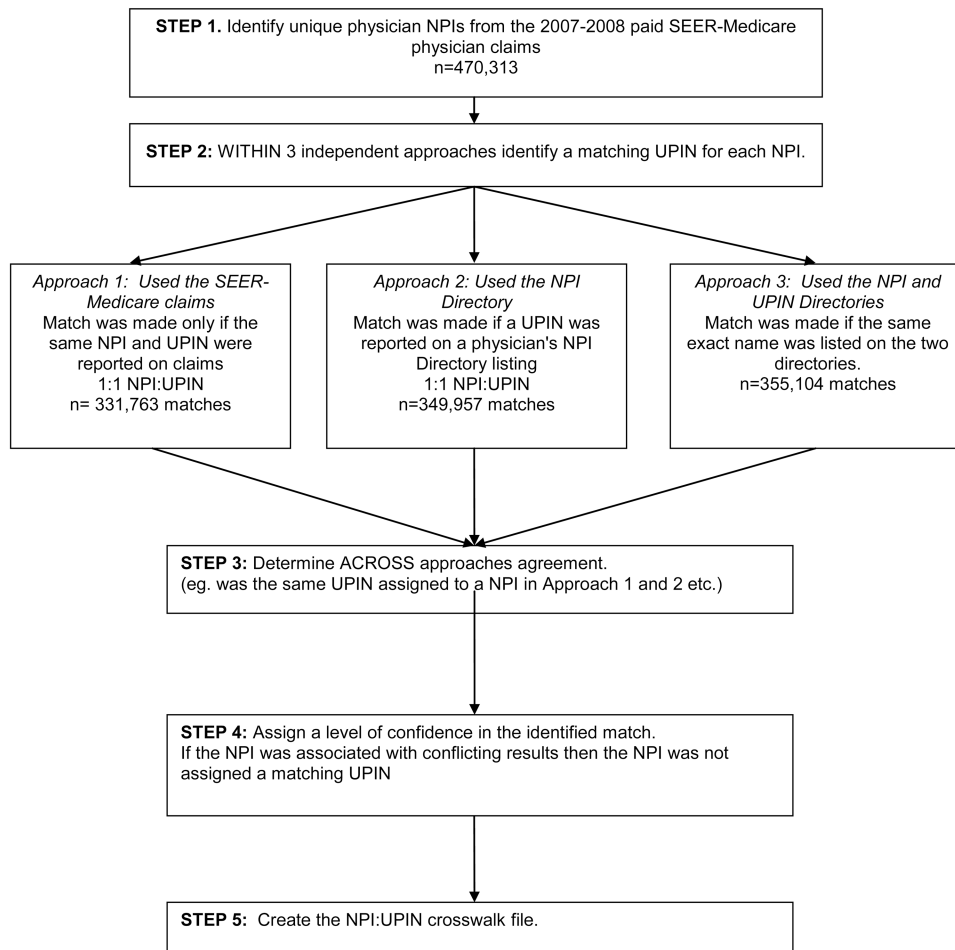 STEP 1. Identify unique physician NPIs from the 2007-2008 paid SEER-Medicare
physician claims
n=470,313
STEP 2: WITHIN 3 independent approaches identify a matching UPIN for each NPI.
Approach 1: Used the SEER-
Medicare claims
Match was made only if the
same NPI and UPIN were
reported on claims
1:1 NPI:UPIN
n= 331,763 matches
Approach 2: Used the NPI
Directory
Match was made if a UPIN was
reported on a physician's NPI
Directory listing
1:1 NPI:UPIN
n=349,957 matches
Approach 3: Used the NPI and
UPIN Directories
Match was made if the same
exact name was listed on the two
directories.
n=355,104 matches
STEP 3: Determine ACROSS approaches agreement.
(eg. was the same UPIN assigned to a NPI in Approach 1 and 2 etc.)
STEP 4: Assign a level of confidence in the identified match.
If the NPI was associated with conflicting results then the NPI was not
assigned a matching UPIN
STEP 5: Create the NPI:UPIN crosswalk file.